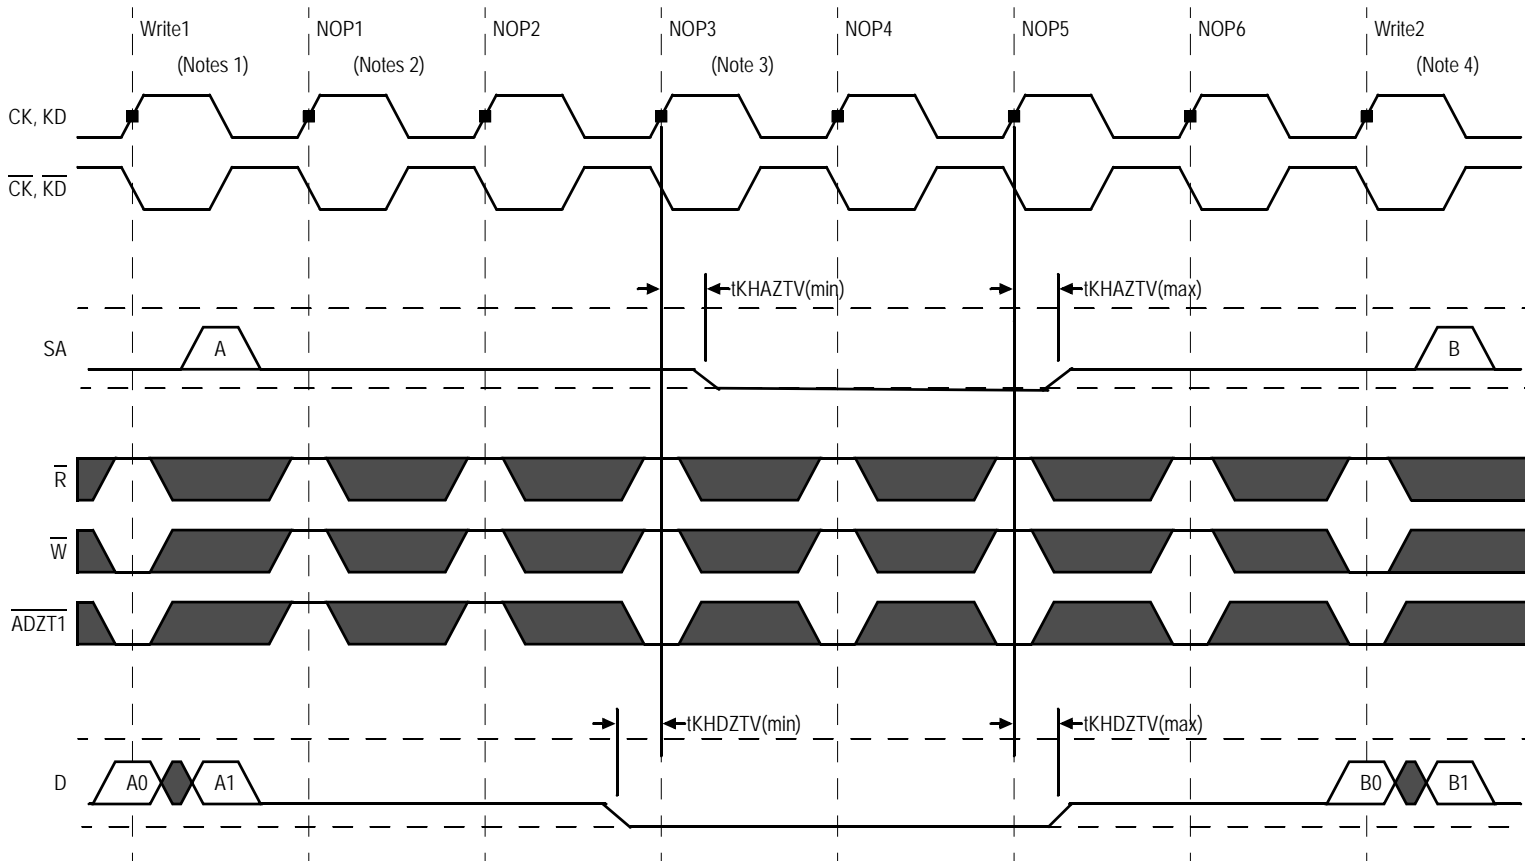 Write1 NOP1 NOP2 NOP3 NOP4 NOP5 NOP6 Write2
(Notes 1) (Notes 2) (Note 3) (Note 4)
CK, KD
CK, KD
tKHAZTV(min) tKHAZTV(max)
SA A B
R
W
ADZT1
tKHDZTV(min) tKHDZTV(max)
D A0 A1 B0 B1